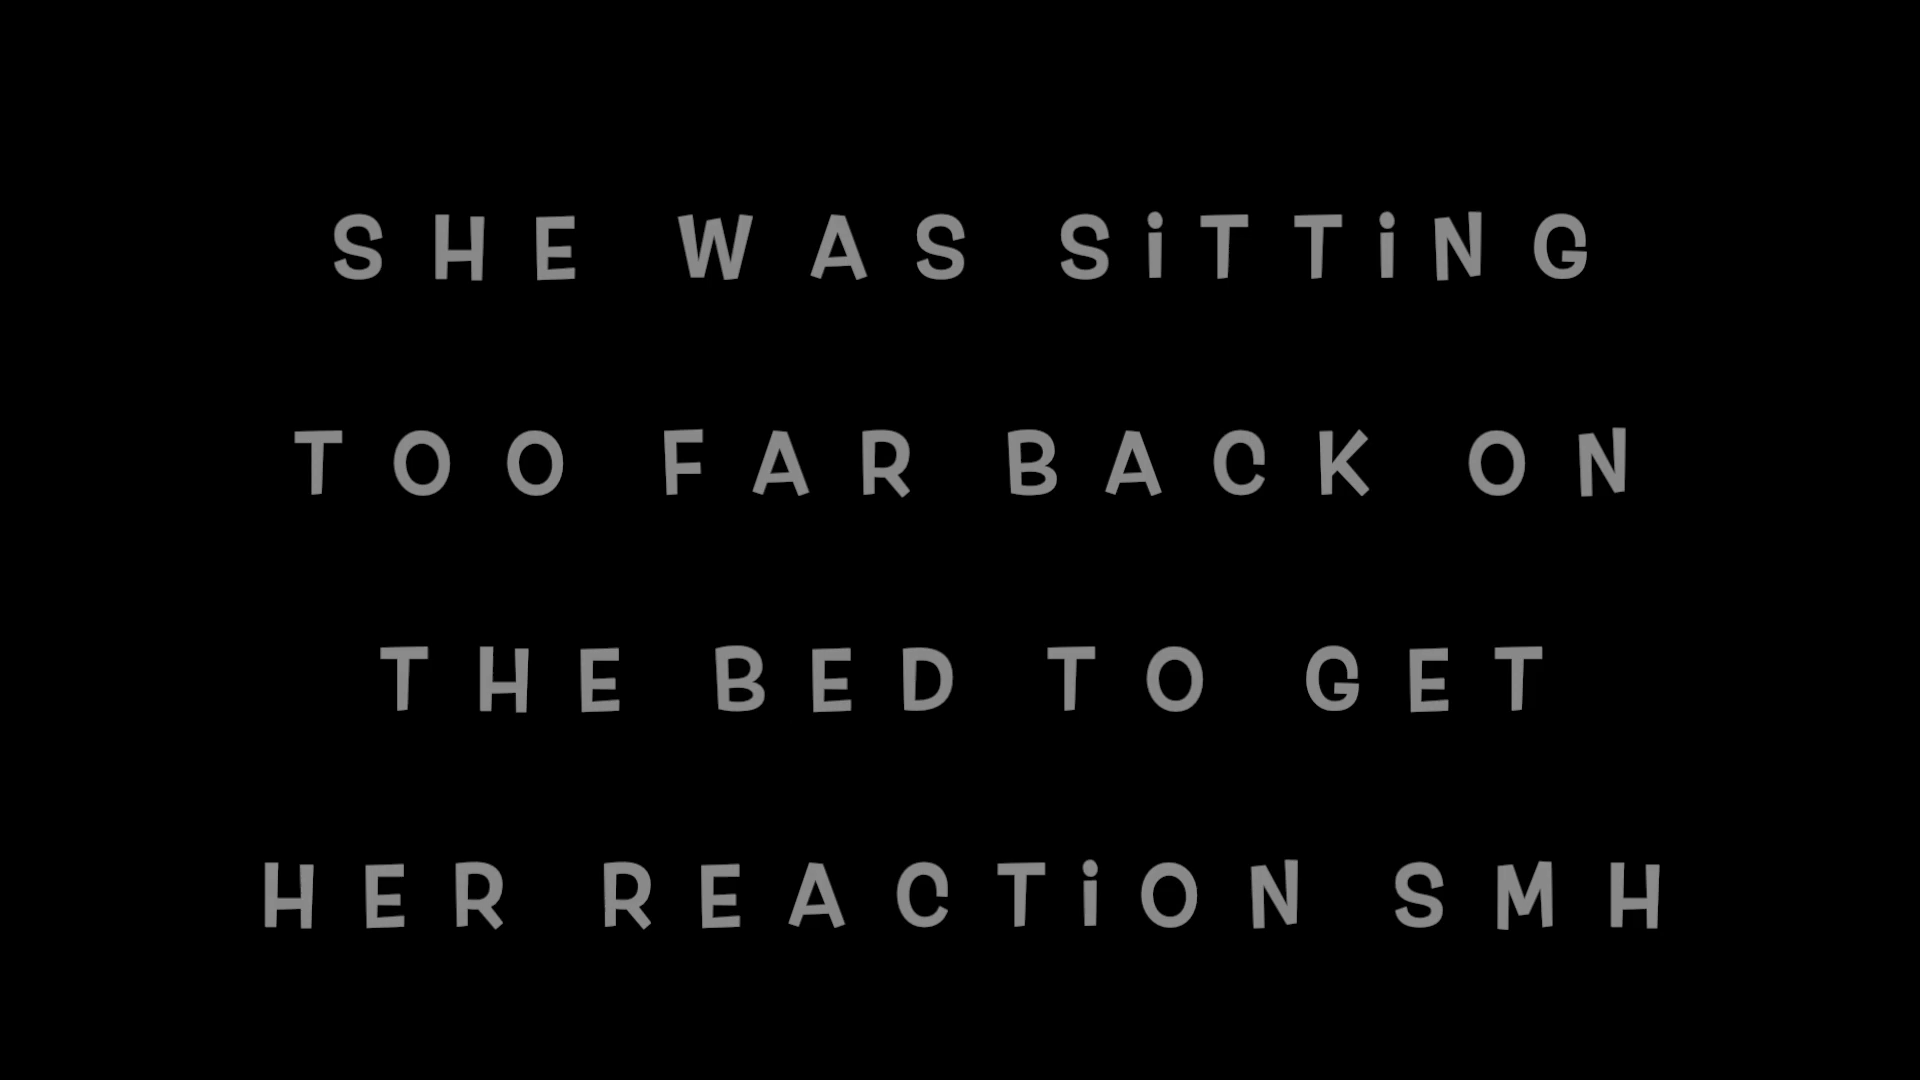 SHE WAS SiTTiNG
TOO FAR BACK ON
THE BED TO GET
HER REACTiON SMH